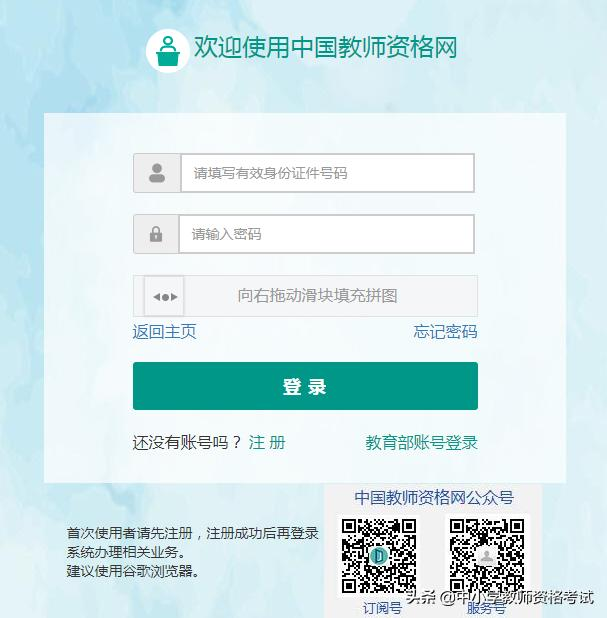 欢迎使用中国教师资格网
请填写有效身份证件号码
请输入密码
向右拖动滑块填充拼图
返回主页 忘记密码
登 录
还没有账号吗？ 注 册 教育部账号登录
中国教师资格网公众号
首次使用者请先注册，注册成功后再登录
系统办理相关业务。
建议使用谷歌浏览器。
头条 @中小学教师资格考试
订阅号 服务号